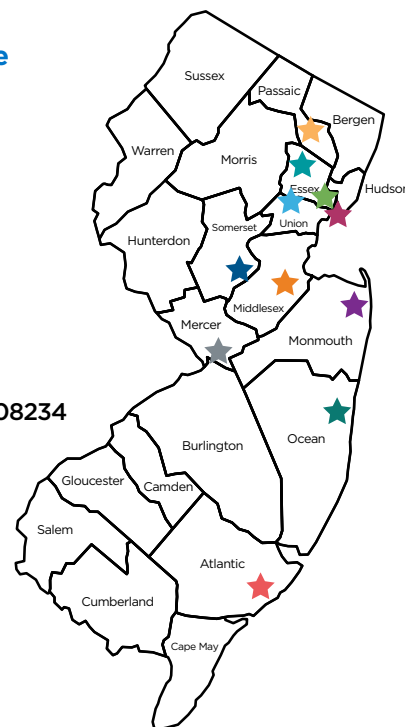 e
Sussex
Passaic
Bergen
Warren
Morris
Essex
Hudson
Somerset
Union
Hunterdon
Middlesex
Mercer
Monmouth
08234
Ocean
Burlington
Gloucester
Camden
Salem
Atlantic
Cumberland
Cape May